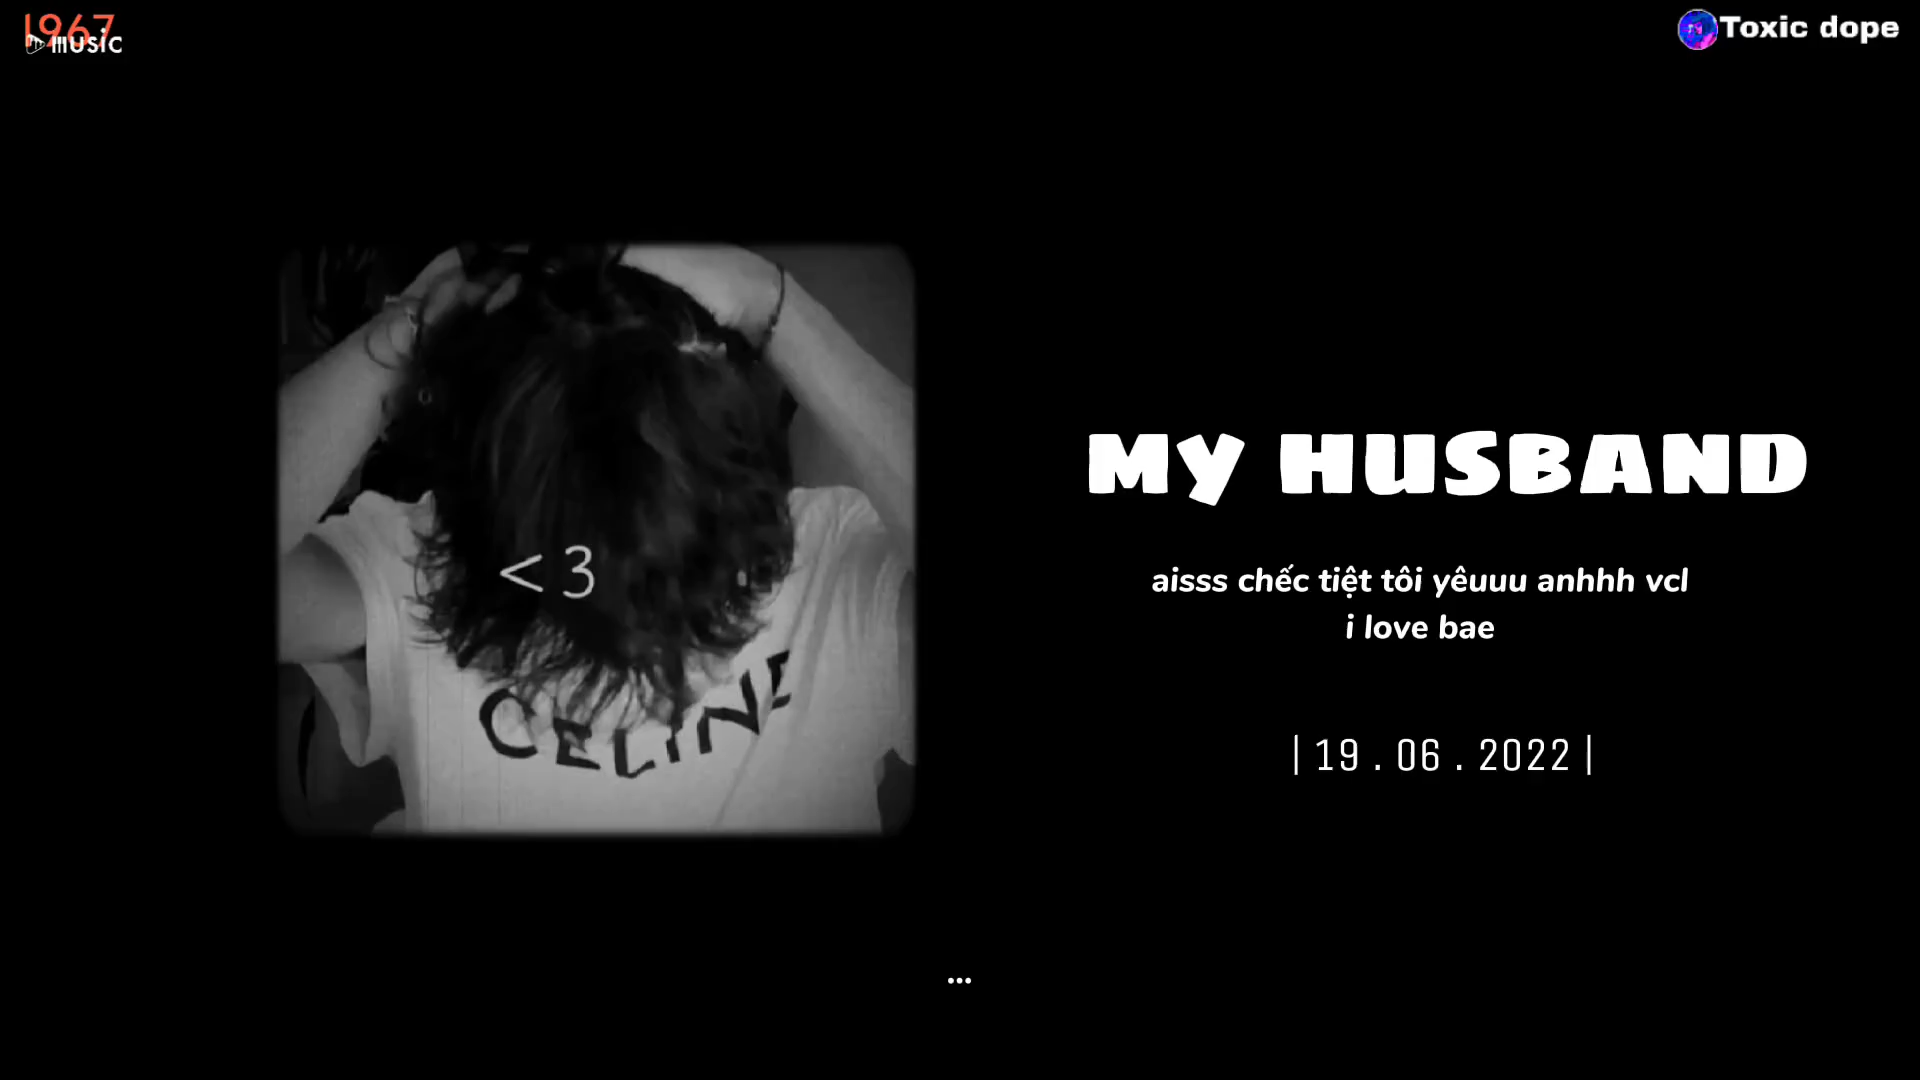 1967
MUSIC
Toxic dope
<3
CELINE
MY HUSBAND
aisss chếc tiệt tôi yêuuu anhhh vcl
i love bae
| 19 . 06 . 2022 |
...